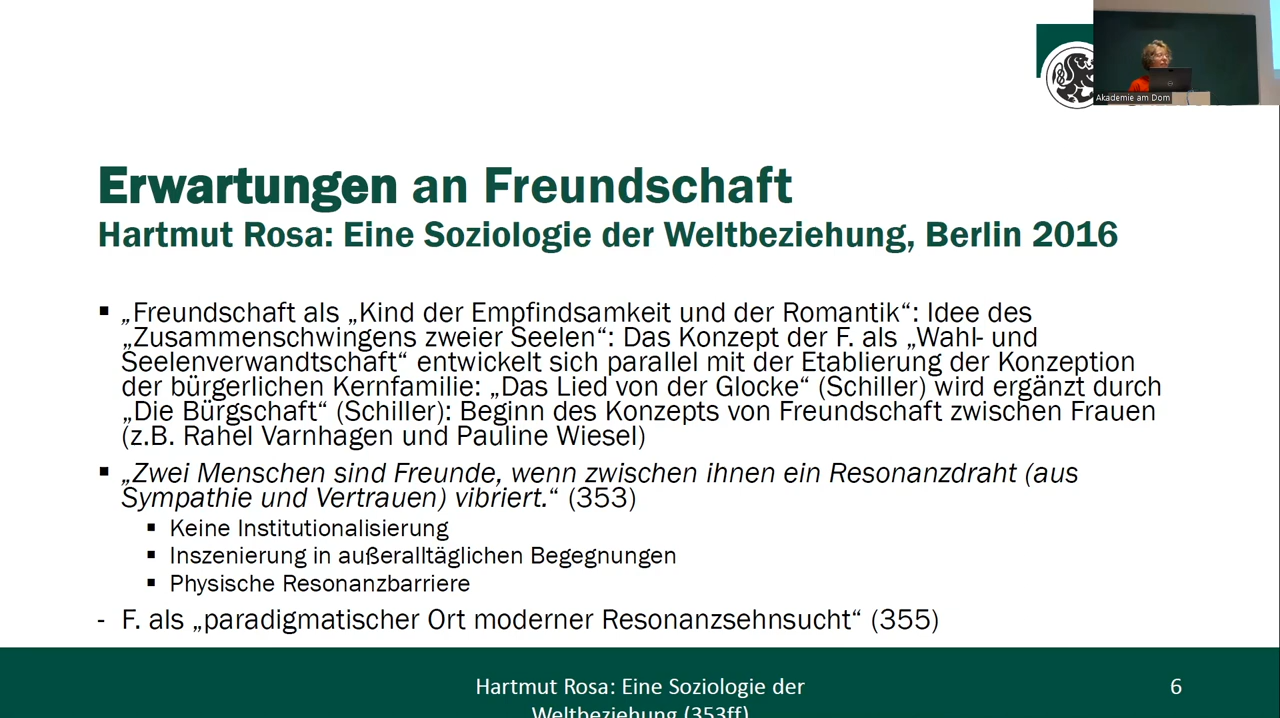 Akademie am Dom
Erwartungen an Freundschaft
Hartmut Rosa: Eine Soziologie der Weltbeziehung, Berlin 2016
▪ „Freundschaft als „Kind der Empfindsamkeit und der Romantik“: Idee des
„Zusammenschwingens zweier Seelen“: Das Konzept der F. als „Wahl- und
Seelenverwandtschaft“ entwickelt sich parallel mit der Etablierung der Konzeption
der bürgerlichen Kernfamilie: „Das Lied von der Glocke“ (Schiller) wird ergänzt durch
„Die Bürgschaft“ (Schiller): Beginn des Konzepts von Freundschaft zwischen Frauen
(z.B. Rahel Varnhagen und Pauline Wiesel)
▪ „Zwei Menschen sind Freunde, wenn zwischen ihnen ein Resonanzdraht (aus
Sympathie und Vertrauen) vibriert.“ (353)
▪ Keine Institutionalisierung
▪ Inszenierung in außeralltäglichen Begegnungen
▪ Physische Resonanzbarriere
- F. als „paradigmatischer Ort moderner Resonanzsehnsucht“ (355)
Hartmut Rosa: Eine Soziologie der
Weltbeziehung (353ff)
6